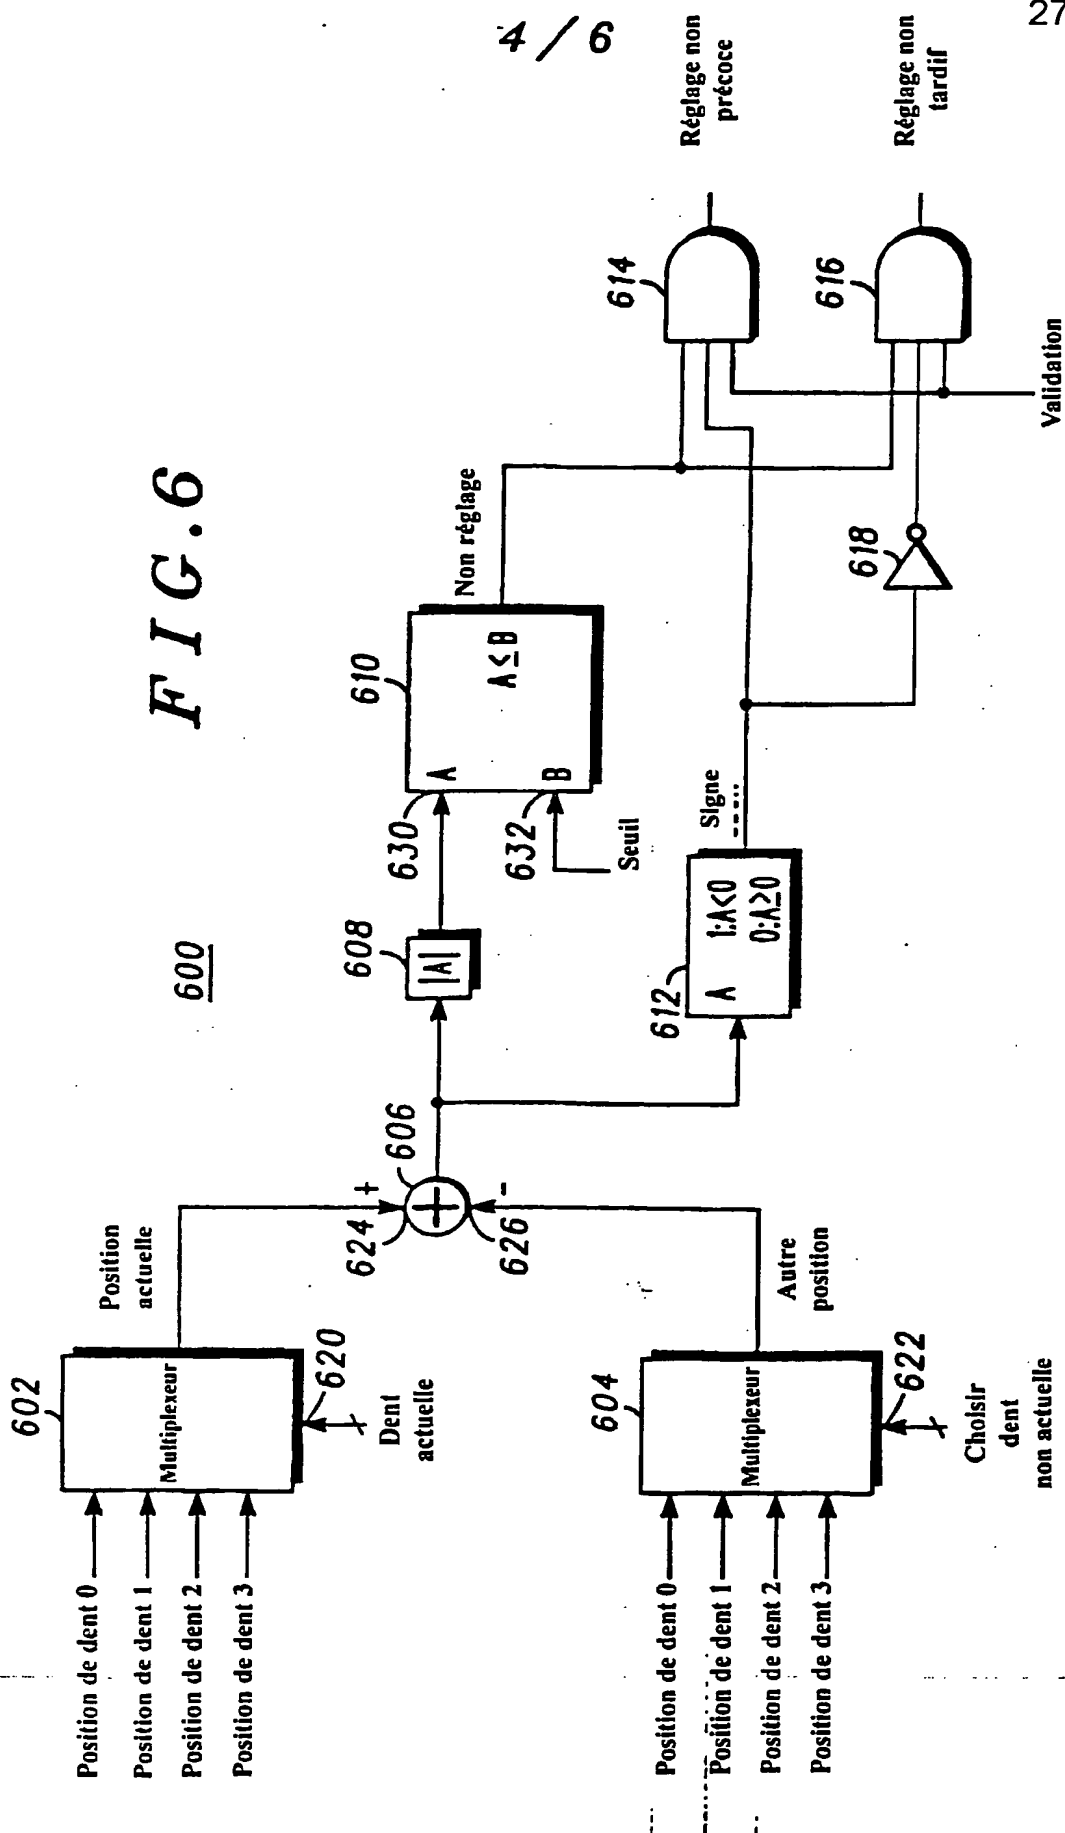 4 / 6
27
FIG.6
600
Position de dent 0
Position de dent 1
Position de dent 2
Position de dent 3
602
Multiplexeur
620
Dent
actuelle
Position
actuelle
Position de dent 0
Position de dent 1
Position de dent 2
Position de dent 3
604
Multiplexeur
622
Choisir
dent
non actuelle
Autre
position
624
+
606
+
626
-
608
|A|
630
A
632
B
Seuil
610
A≤B
Non réglage
612
A
1:A<0
0:A≥0
Signe
618
614
616
Validation
Réglage non
précoce
Réglage non
tardif